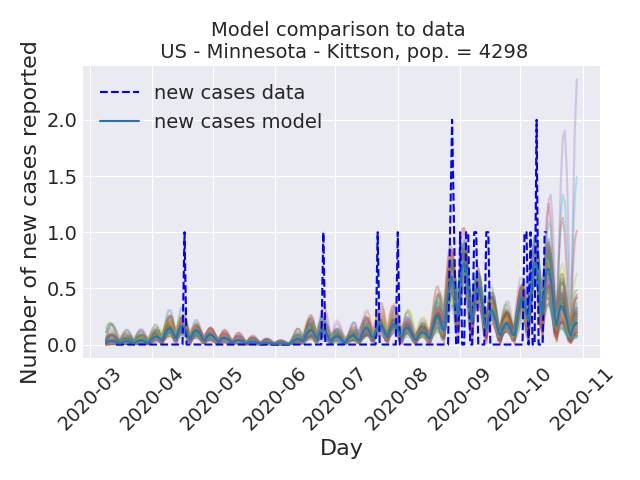 Model comparison to data
US - Minnesota - Kittson, pop. = 4298
new cases data
new cases model
Number of new cases reported
2.0
1.5
1.0
0.5
0.0
2020-03
2020-04
2020-05
2020-06
2020-07
2020-08
2020-09
2020-10
2020-11
Day